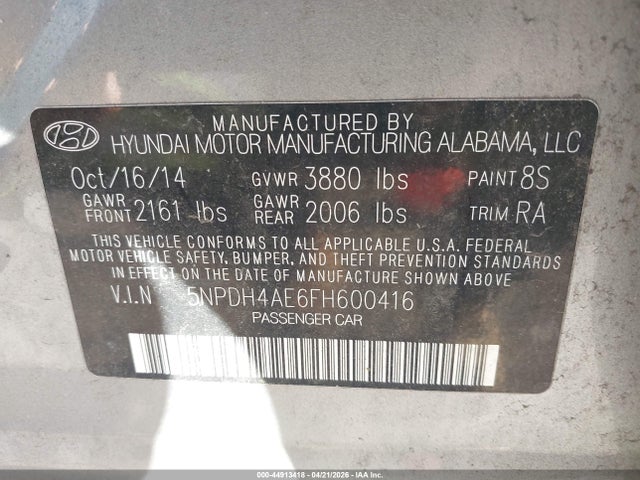 MANUFACTURED BY
HYUNDAI MOTOR MANUFACTURING ALABAMA, LLC
Oct/16/14 GVWR 3880 lbs PAINT 8S
GAWR FRONT 2161 lbs GAWR REAR 2006 lbs TRIM RA
THIS VEHICLE CONFORMS TO ALL APPLICABLE U.S.A. FEDERAL
MOTOR VEHICLE SAFETY, BUMPER, AND THEFT PREVENTION STANDARDS
IN EFFECT ON THE DATE OF MANUFACTURE SHOWN ABOVE
V.I.N 5NPDH4AE6FH600416
PASSENGER CAR
000-44913418 - 04/21/2026 - IAA Inc.